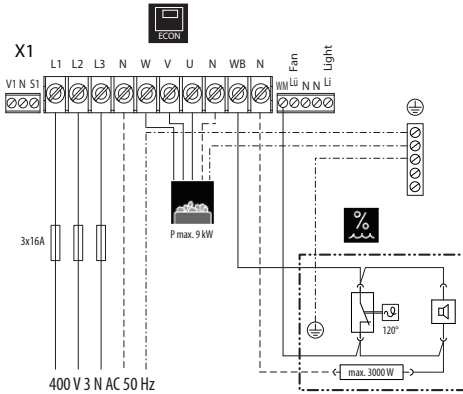 ECON
X1
L1 L2 L3 N W V U N WB N
V1 N S1
WM Lü N N Li
Fan
Light
3x16A
P max. 9 kW
%
120°
max. 3000 W
400 V 3 N AC 50 Hz